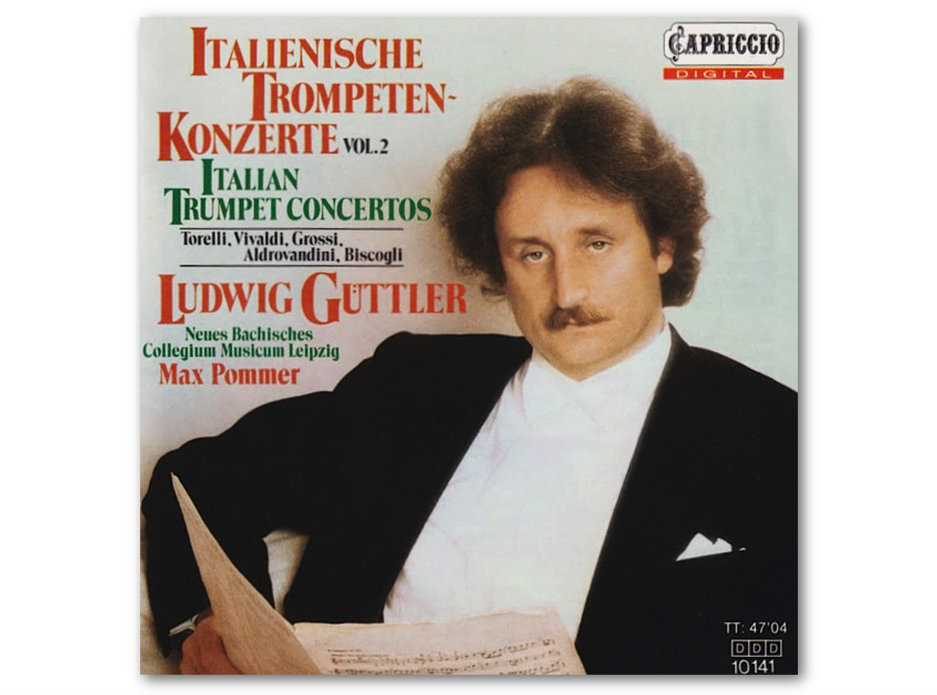 ITALIENISCHE
TROMPETEN-
KONZERTE VOL.2
ITALIAN
TRUMPET CONCERTOS
Torelli, Vivaldi, Grossi,
Aldrovandini, Biscogli
LUDWIG GÜTTLER
Neues Bachisches
Collegium Musicum Leipzig
Max Pommer
CAPRICCIO
DIGITAL
TT: 47'04
DDD
10 141